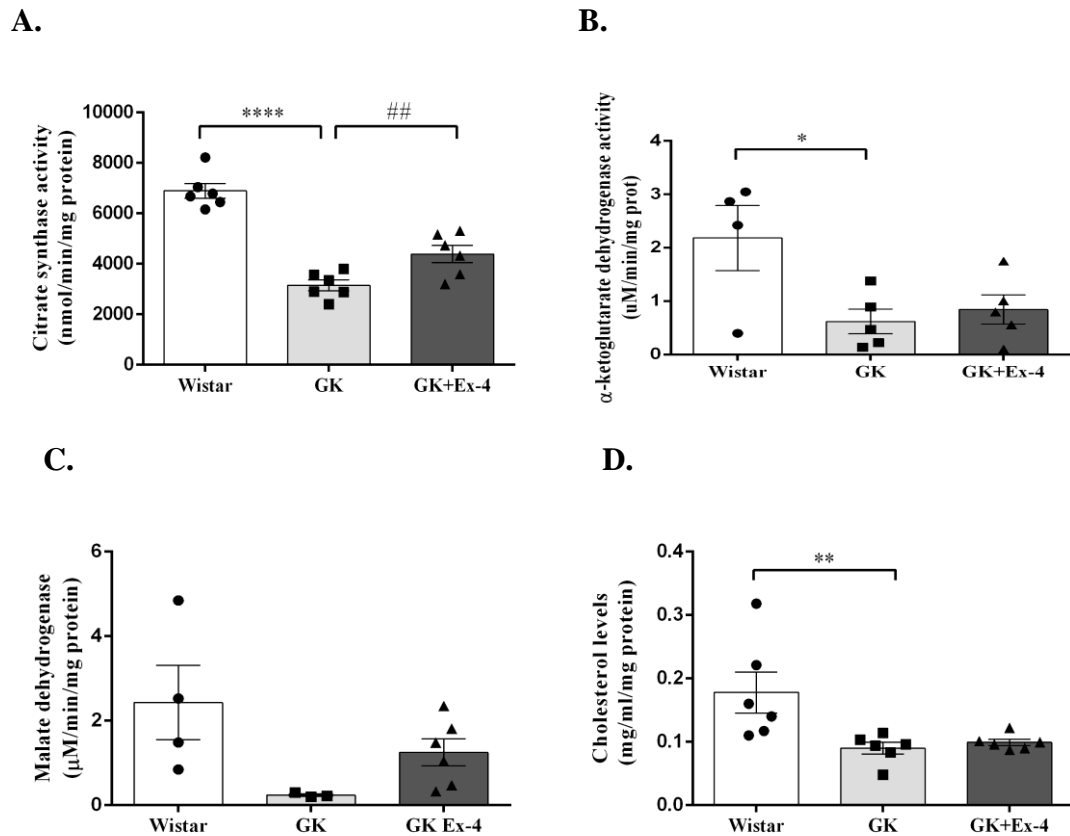 A.
Citrate synthase activity
(nmol/min/mg protein)
10000
8000
6000
4000
2000
0
****
##
Wistar
GK
GK+Ex-4
B.
α-ketoglutarate dehydrogenase activity
(uM/min/mg prot)
4
3
2
1
0
*
Wistar
GK
GK+Ex-4
C.
Malate dehydrogenase
(μM/min/mg protein)
6
4
2
0
Wistar
GK
GK Ex-4
D.
Cholesterol levels
(mg/ml/mg protein)
0.4
0.3
0.2
0.1
0.0
**
Wistar
GK
GK+Ex-4